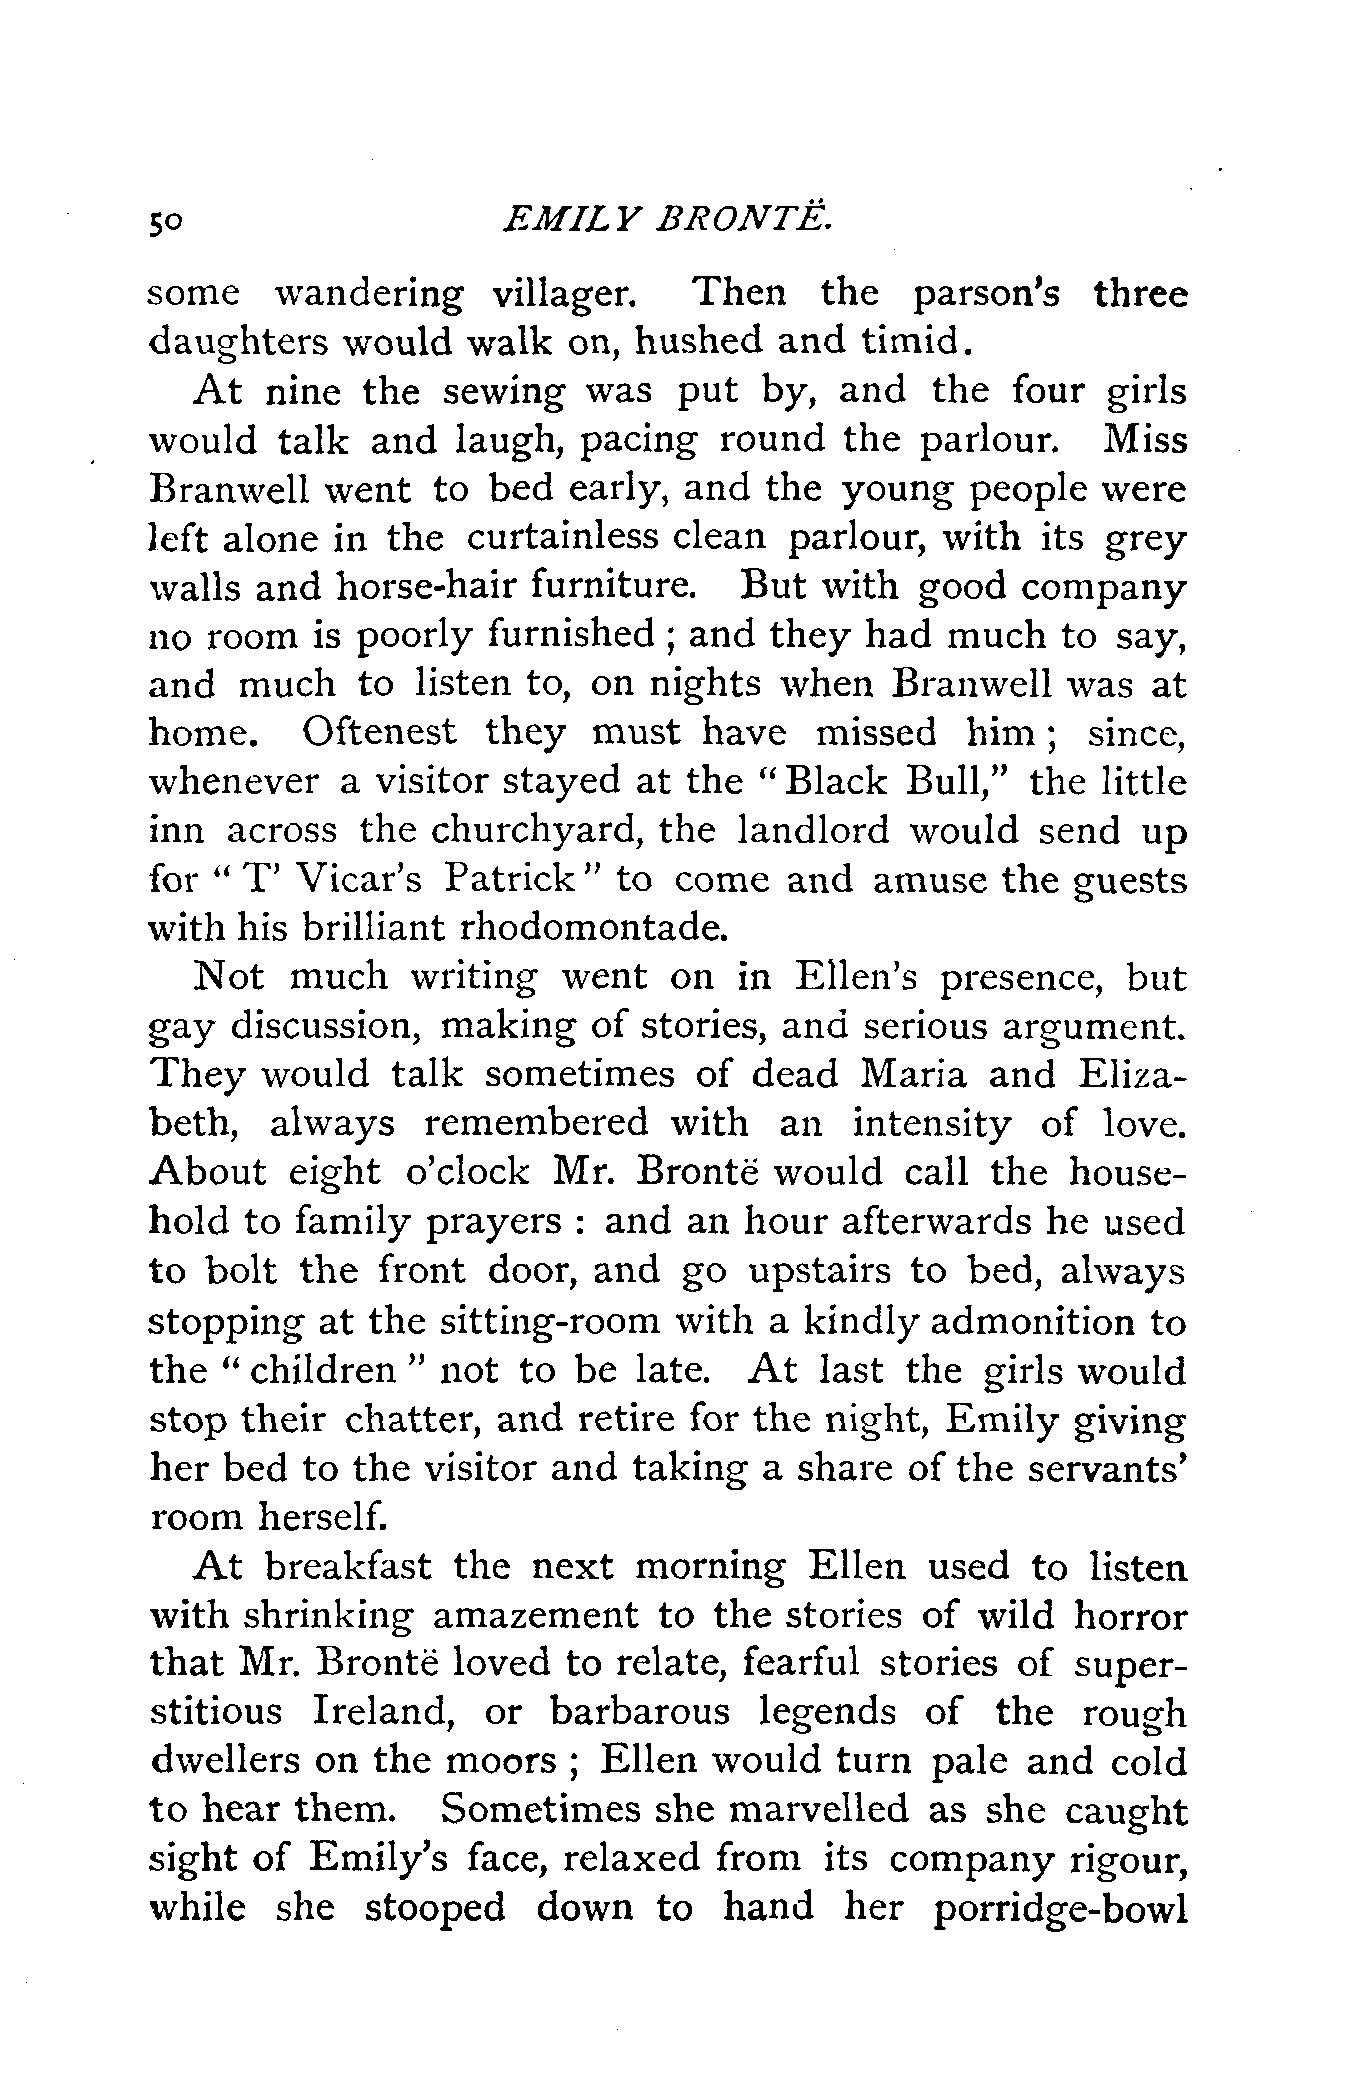 50 EMILY BRONTË.
some wandering villager. Then the parson's three
daughters would walk on, hushed and timid.
At nine the sewing was put by, and the four girls
would talk and laugh, pacing round the parlour. Miss
Branwell went to bed early, and the young people were
left alone in the curtainless clean parlour, with its grey
walls and horse-hair furniture. But with good company
no room is poorly furnished ; and they had much to say,
and much to listen to, on nights when Branwell was at
home. Oftenest they must have missed him ; since,
whenever a visitor stayed at the “ Black Bull,” the little
inn across the churchyard, the landlord would send up
for “ T’ Vicar's Patrick ” to come and amuse the guests
with his brilliant rhodomontade.
Not much writing went on in Ellen's presence, but
gay discussion, making of stories, and serious argument.
They would talk sometimes of dead Maria and Eliza-
beth, always remembered with an intensity of love.
About eight o'clock Mr. Brontë would call the house-
hold to family prayers : and an hour afterwards he used
to bolt the front door, and go upstairs to bed, always
stopping at the sitting-room with a kindly admonition to
the “ children ” not to be late. At last the girls would
stop their chatter, and retire for the night, Emily giving
her bed to the visitor and taking a share of the servants'
room herself.
At breakfast the next morning Ellen used to listen
with shrinking amazement to the stories of wild horror
that Mr. Brontë loved to relate, fearful stories of super-
stitious Ireland, or barbarous legends of the rough
dwellers on the moors ; Ellen would turn pale and cold
to hear them. Sometimes she marvelled as she caught
sight of Emily's face, relaxed from its company rigour,
while she stooped down to hand her porridge-bowl